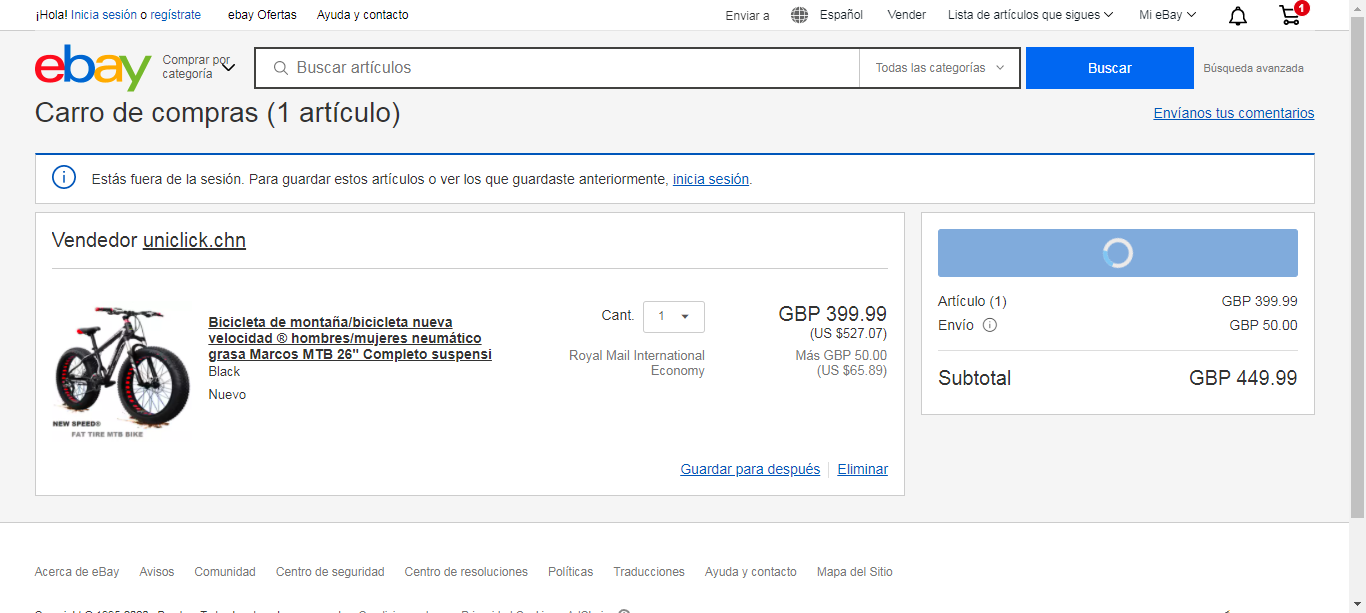 ¡Hola! Inicia sesión o regístrate
ebay Ofertas
Ayuda y contacto
Enviar a
Español
Vender
Lista de artículos que sigues
Mi eBay
1
ebay
Comprar por
categoría
Buscar artículos
Todas las categorías
Buscar
Búsqueda avanzada
Carro de compras (1 artículo)
Envíanos tus comentarios
Estás fuera de la sesión. Para guardar estos artículos o ver los que guardaste anteriormente, inicia sesión.
Vendedor uniclick.chn
NEW SPEED®
FAT TIRE MTB BIKE
Bicicleta de montaña/bicicleta nueva
velocidad ® hombres/mujeres neumático
grasa Marcos MTB 26" Completo suspensi
Black
Nuevo
Cant. 1
Royal Mail International
Economy
GBP 399.99
(US $527.07)
Más GBP 50.00
(US $65.89)
Guardar para después
Eliminar
Artículo (1) GBP 399.99
Envío GBP 50.00
Subtotal GBP 449.99
Acerca de eBay
Avisos
Comunidad
Centro de seguridad
Centro de resoluciones
Políticas
Traducciones
Ayuda y contacto
Mapa del Sitio